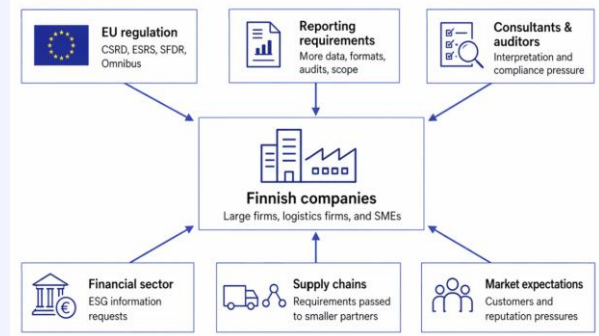 EU regulation
CSRD, ESRS, SFDR,
Omnibus
Reporting
requirements
More data, formats,
audits, scope
Consultants &
auditors
Interpretation and
compliance pressure
Finnish companies
Large firms, logistics firms, and SMEs
Financial sector
ESG information
requests
Supply chains
Requirements passed
to smaller partners
Market expectations
Customers and
reputation pressures